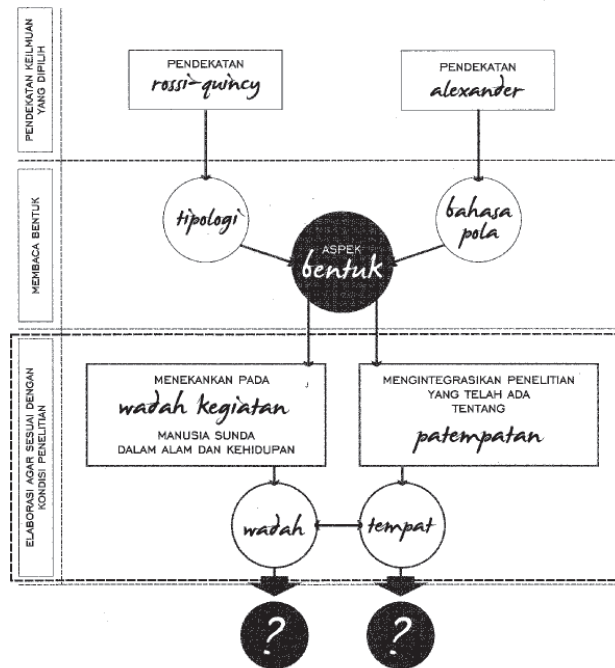 PENDEKATAN KEILMUAN
YANG DIPILIH
PENDEKATAN
rossi-quincy
PENDEKATAN
alexander
MEMBACA BENTUK
tipologi
bahasa
pola
ASPEK
bentuk
ELABORASI AGAR SESUAI DENGAN
KONDISI PENELITIAN
MENEKANKAN PADA
wadah kegiatan
MANUSIA SUNDA
DALAM ALAM DAN KEHIDUPAN
MENGINTEGRASIKAN PENELITIAN
YANG TELAH ADA
TENTANG
patempatan
wadah
tempat
?
?